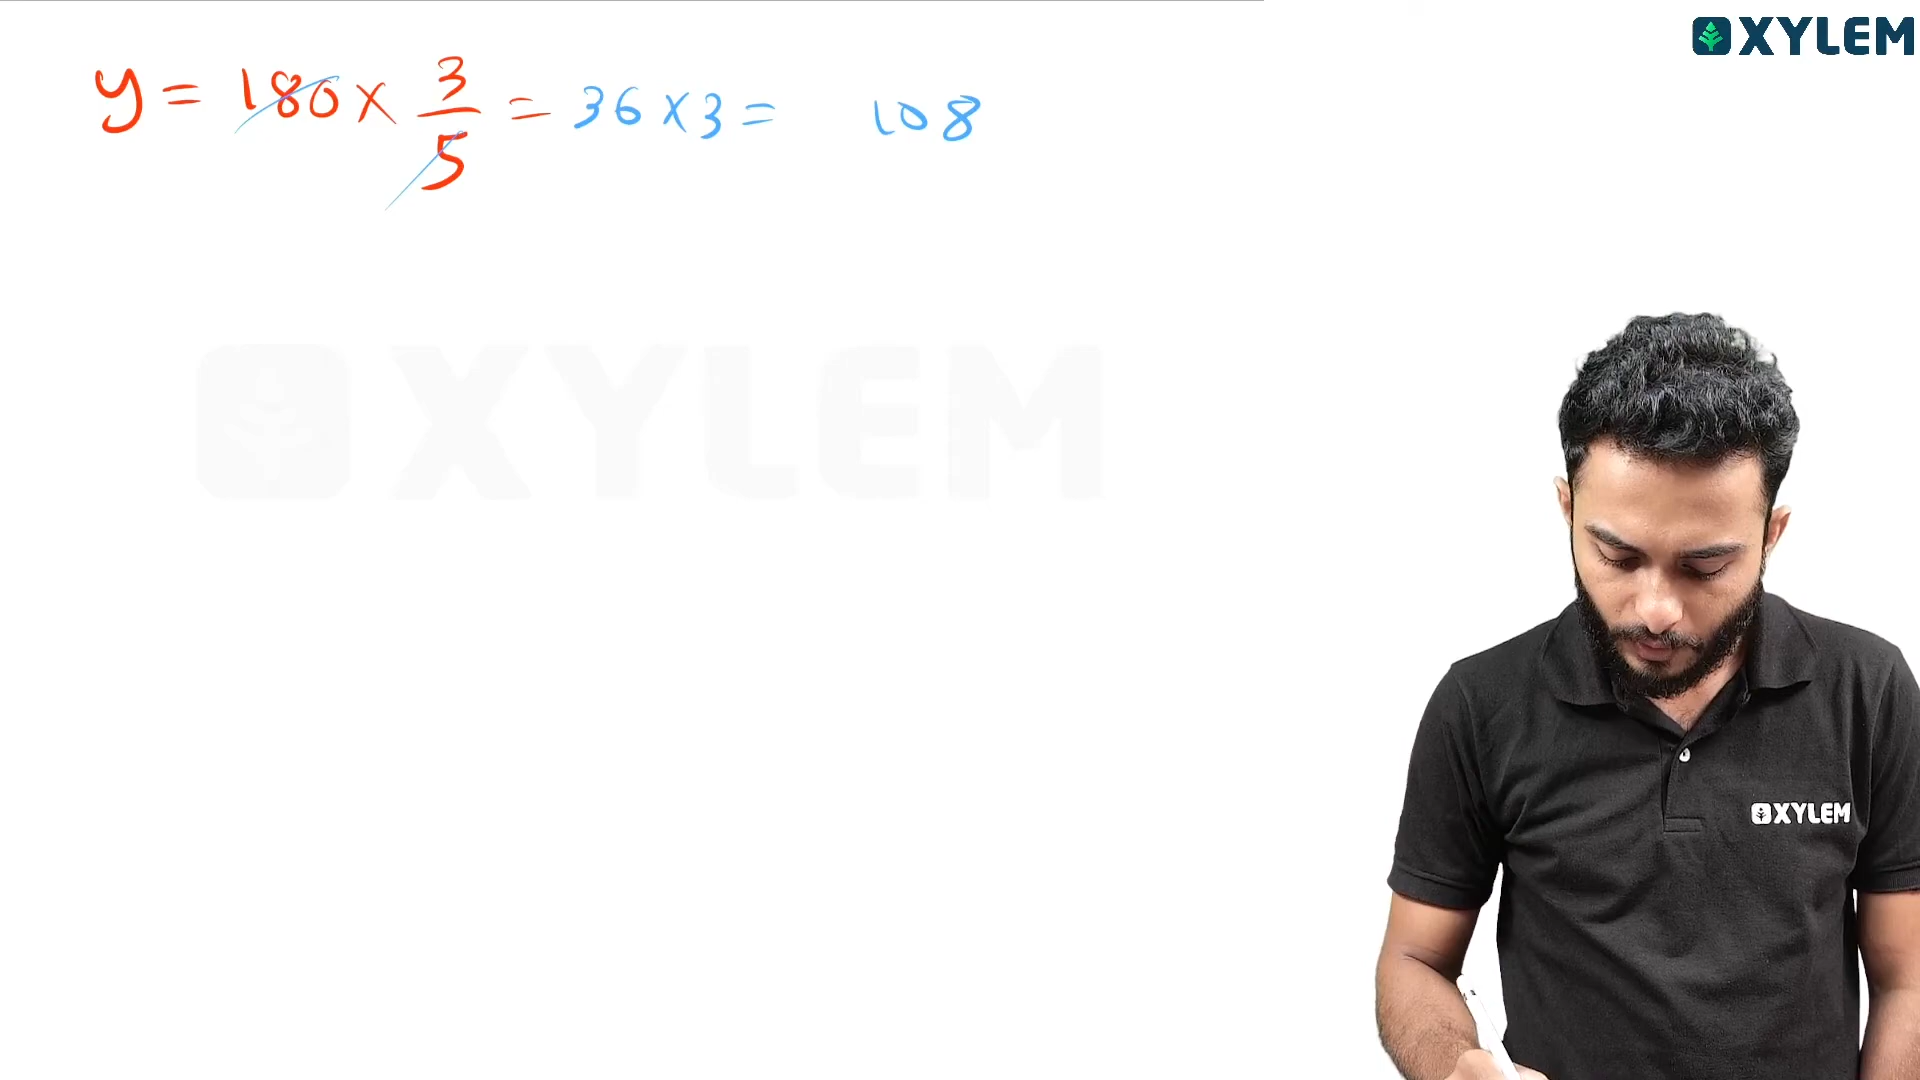 XYLEM
y = 180 × 3/5 = 36 × 3 = 108
XYLEM
XYLEM